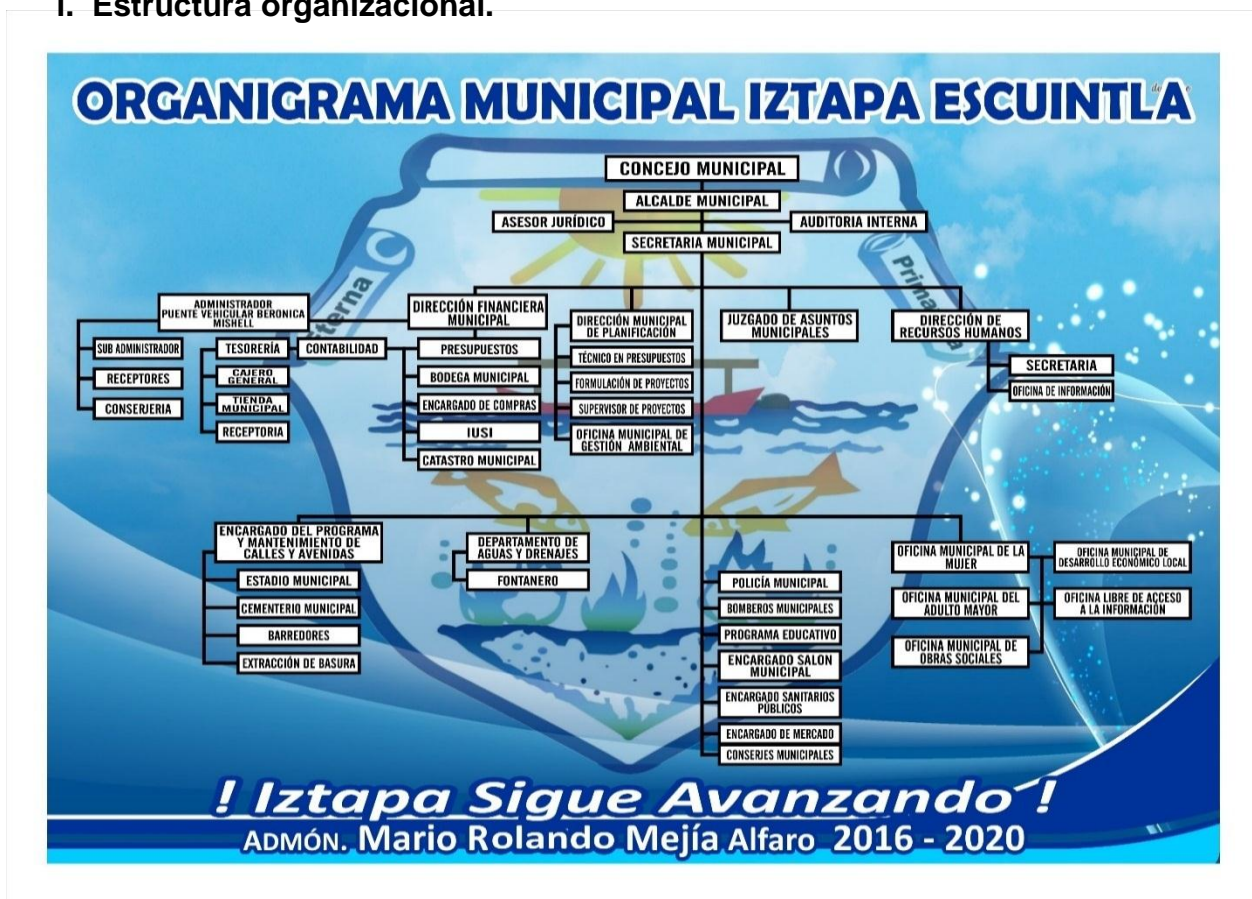 I. Estructura organizacional.
ORGANIGRAMA MUNICIPAL IZTAPA ESCUINTLA
CONCEJO MUNICIPAL
ALCALDE MUNICIPAL
ASESOR JURÍDICO
AUDITORIA INTERNA
SECRETARIA MUNICIPAL
ADMINISTRADOR
PUENTE VEHICULAR BERONICA
MISHELL
SUB ADMINISTRADOR
RECEPTORES
CONSERJERIA
TESORERÍA
CAJERO
GENERAL
TIENDA
MUNICIPAL
RECEPTORIA
CONTABILIDAD
DIRECCIÓN FINANCIERA
MUNICIPAL
PRESUPUESTOS
BODEGA MUNICIPAL
ENCARGADO DE COMPRAS
IUSI
CATASTRO MUNICIPAL
DIRECCIÓN MUNICIPAL
DE PLANIFICACIÓN
TÉCNICO EN PRESUPUESTOS
FORMULACIÓN DE PROYECTOS
SUPERVISOR DE PROYECTOS
OFICINA MUNICIPAL DE
GESTIÓN AMBIENTAL
JUZGADO DE ASUNTOS
MUNICIPALES
DIRECCIÓN DE
RECURSOS HUMANOS
SECRETARIA
OFICINA DE INFORMACIÓN
ENCARGADO DEL PROGRAMA
Y MANTENIMIENTO DE
CALLES Y AVENIDAS
ESTADIO MUNICIPAL
CEMENTERIO MUNICIPAL
BARREDORES
EXTRACCIÓN DE BASURA
DEPARTAMENTO DE
AGUAS Y DRENAJES
FONTANERO
POLICÍA MUNICIPAL
BOMBEROS MUNICIPALES
PROGRAMA EDUCATIVO
ENCARGADO SALON
MUNICIPAL
ENCARGADO SANITARIOS
PÚBLICOS
ENCARGADO DE MERCADO
CONSERJES MUNICIPALES
OFICINA MUNICIPAL DE LA
MUJER
OFICINA MUNICIPAL DEL
ADULTO MAYOR
OFICINA MUNICIPAL DE
OBRAS SOCIALES
OFICINA MUNICIPAL DE
DESARROLLO ECONÓMICO LOCAL
OFICINA LIBRE DE ACCESO
A LA INFORMACIÓN
! Iztapa Sigue Avanzando !
ADMÓN. Mario Rolando Mejía Alfaro 2016 - 2020